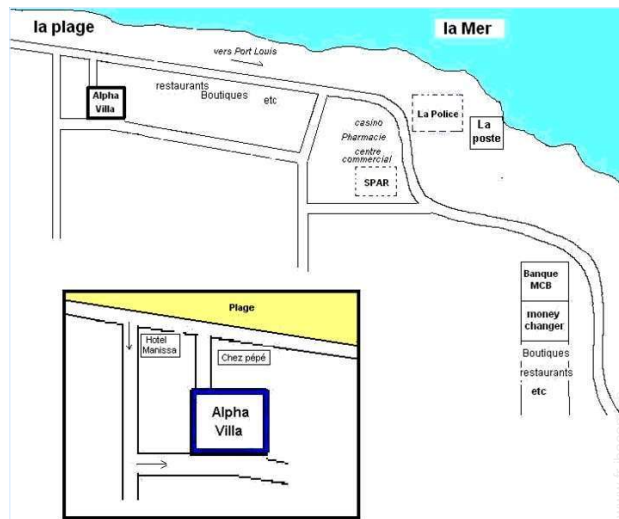 la plage
la Mer
vers Port Louis
Alpha
Villa
restaurants
Boutiques
etc
casino
Pharmacie
centre
commercial
SPAR
La Police
La
poste
Banque
MCB
money
changer
Boutiques
restaurants
etc
Plage
Hotel
Manissa
Chez pépé
Alpha
Villa